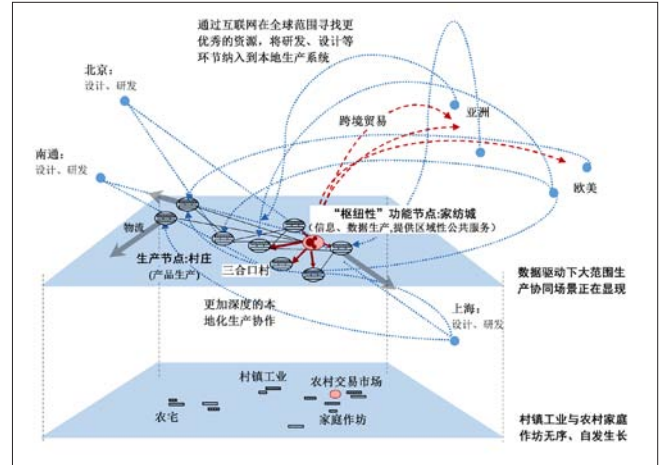 通过互联网在全球范围寻找更
优秀的资源，将研发、设计等
环节纳入到本地生产系统
北京：
设计、研发
亚洲
跨境贸易
南通：
设计、研发
欧美
“枢纽性”功能节点:家纺城
（信息、数据生产,提供区域性公共服务）
物流
生产节点:村庄
(产品生产)
三合口村
数据驱动下大范围生
产协同场景正在显现
更加深度的本
地化生产协作
上海：
设计、研发
村镇工业
农村交易市场
农宅
家庭作坊
村镇工业与农村家庭
作坊无序、自发生长